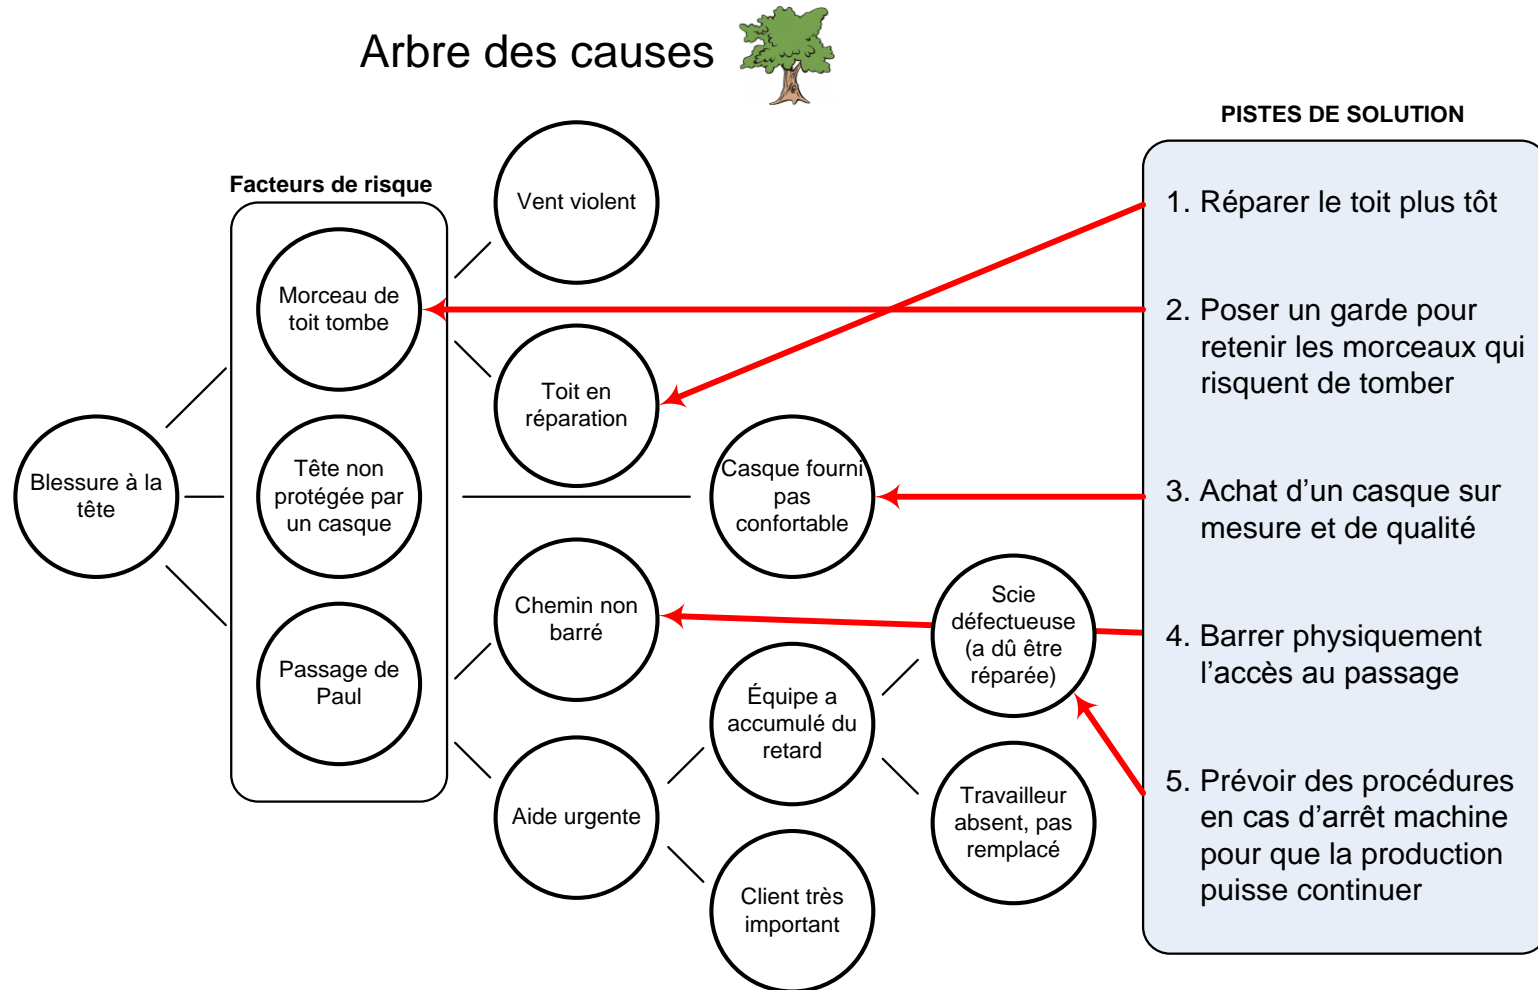 Arbre des causes
PISTES DE SOLUTION
Facteurs de risque
Vent violent
Morceau de
toit tombe
Toit en
réparation
Blessure à la
tête
Tête non
protégée par
un casque
Casque fourni
pas
confortable
Chemin non
barré
Passage de
Paul
Scie
défectueuse
(a dû être
réparée)
Équipe a
accumulé du
retard
Aide urgente
Travailleur
absent, pas
remplacé
Client très
important
1. Réparer le toit plus tôt
2. Poser un garde pour
retenir les morceaux qui
risquent de tomber
3. Achat d’un casque sur
mesure et de qualité
4. Barrer physiquement
l’accès au passage
5. Prévoir des procédures
en cas d’arrêt machine
pour que la production
puisse continuer